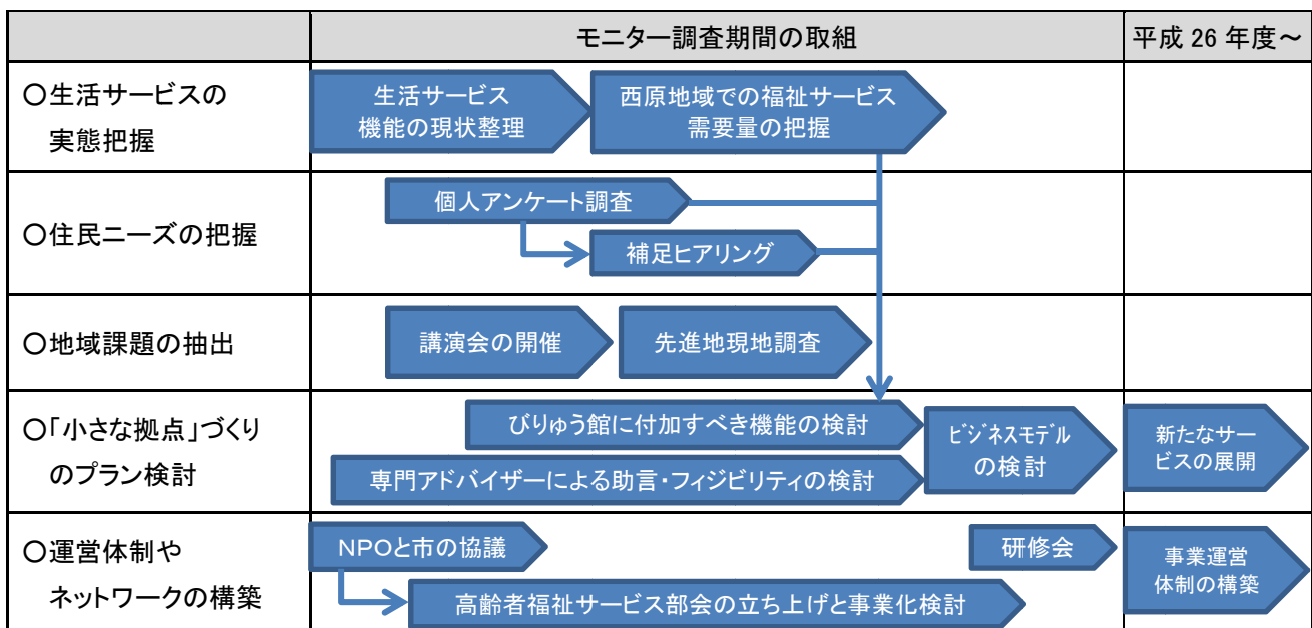 モニター調査期間の取組
平成 26 年度～
○生活サービスの
実態把握
生活サービス
機能の現状整理
西原地域での福祉サービス
需要量の把握
○住民ニーズの把握
個人アンケート調査
補足ヒアリング
○地域課題の抽出
講演会の開催
先進地現地調査
○「小さな拠点」づくり
のプラン検討
びりゅう館に付加すべき機能の検討
専門アドバイザーによる助言・フィジビリティの検討
ﾋﾞｼﾞﾈｽﾓﾃﾞﾙ
の検討
新たなサー
ビスの展開
○運営体制や
ネットワークの構築
NPOと市の協議
高齢者福祉サービス部会の立ち上げと事業化検討
研修会
事業運営
体制の構築